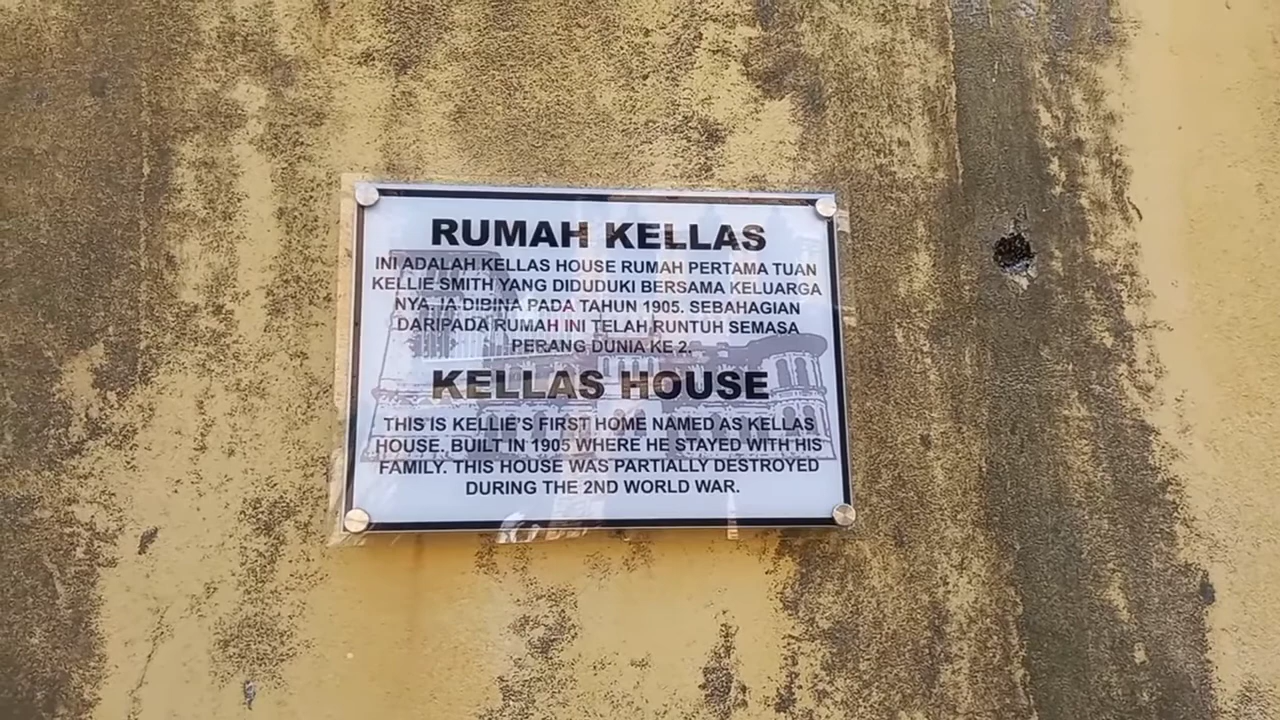 RUMAH KELLAS
INI ADALAH KELLAS HOUSE RUMAH PERTAMA TUAN
KELLIE SMITH YANG DIDUDUKI BERSAMA KELUARGA
NYA. IA DIBINA PADA TAHUN 1905. SEBAHAGIAN
DARIPADA RUMAH INI TELAH RUNTUH SEMASA
PERANG DUNIA KE 2.
KELLAS HOUSE
THIS IS KELLIE'S FIRST HOME NAMED AS KELLAS
HOUSE. BUILT IN 1905 WHERE HE STAYED WITH HIS
FAMILY. THIS HOUSE WAS PARTIALLY DESTROYED
DURING THE 2ND WORLD WAR.